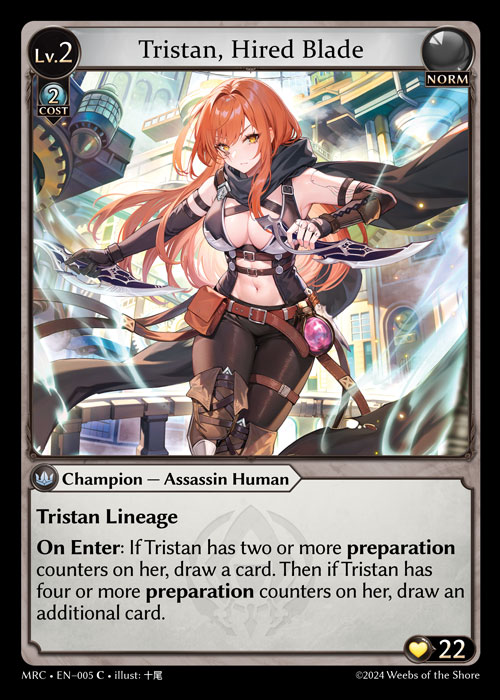 Lv.2
Tristan, Hired Blade
NORM
2
COST
Champion — Assassin Human
Tristan Lineage
On Enter: If Tristan has two or more preparation
counters on her, draw a card. Then if Tristan has
four or more preparation counters on her, draw an
additional card.
22
MRC • EN–005 C • illust: 十尾
©2024 Weebs of the Shore